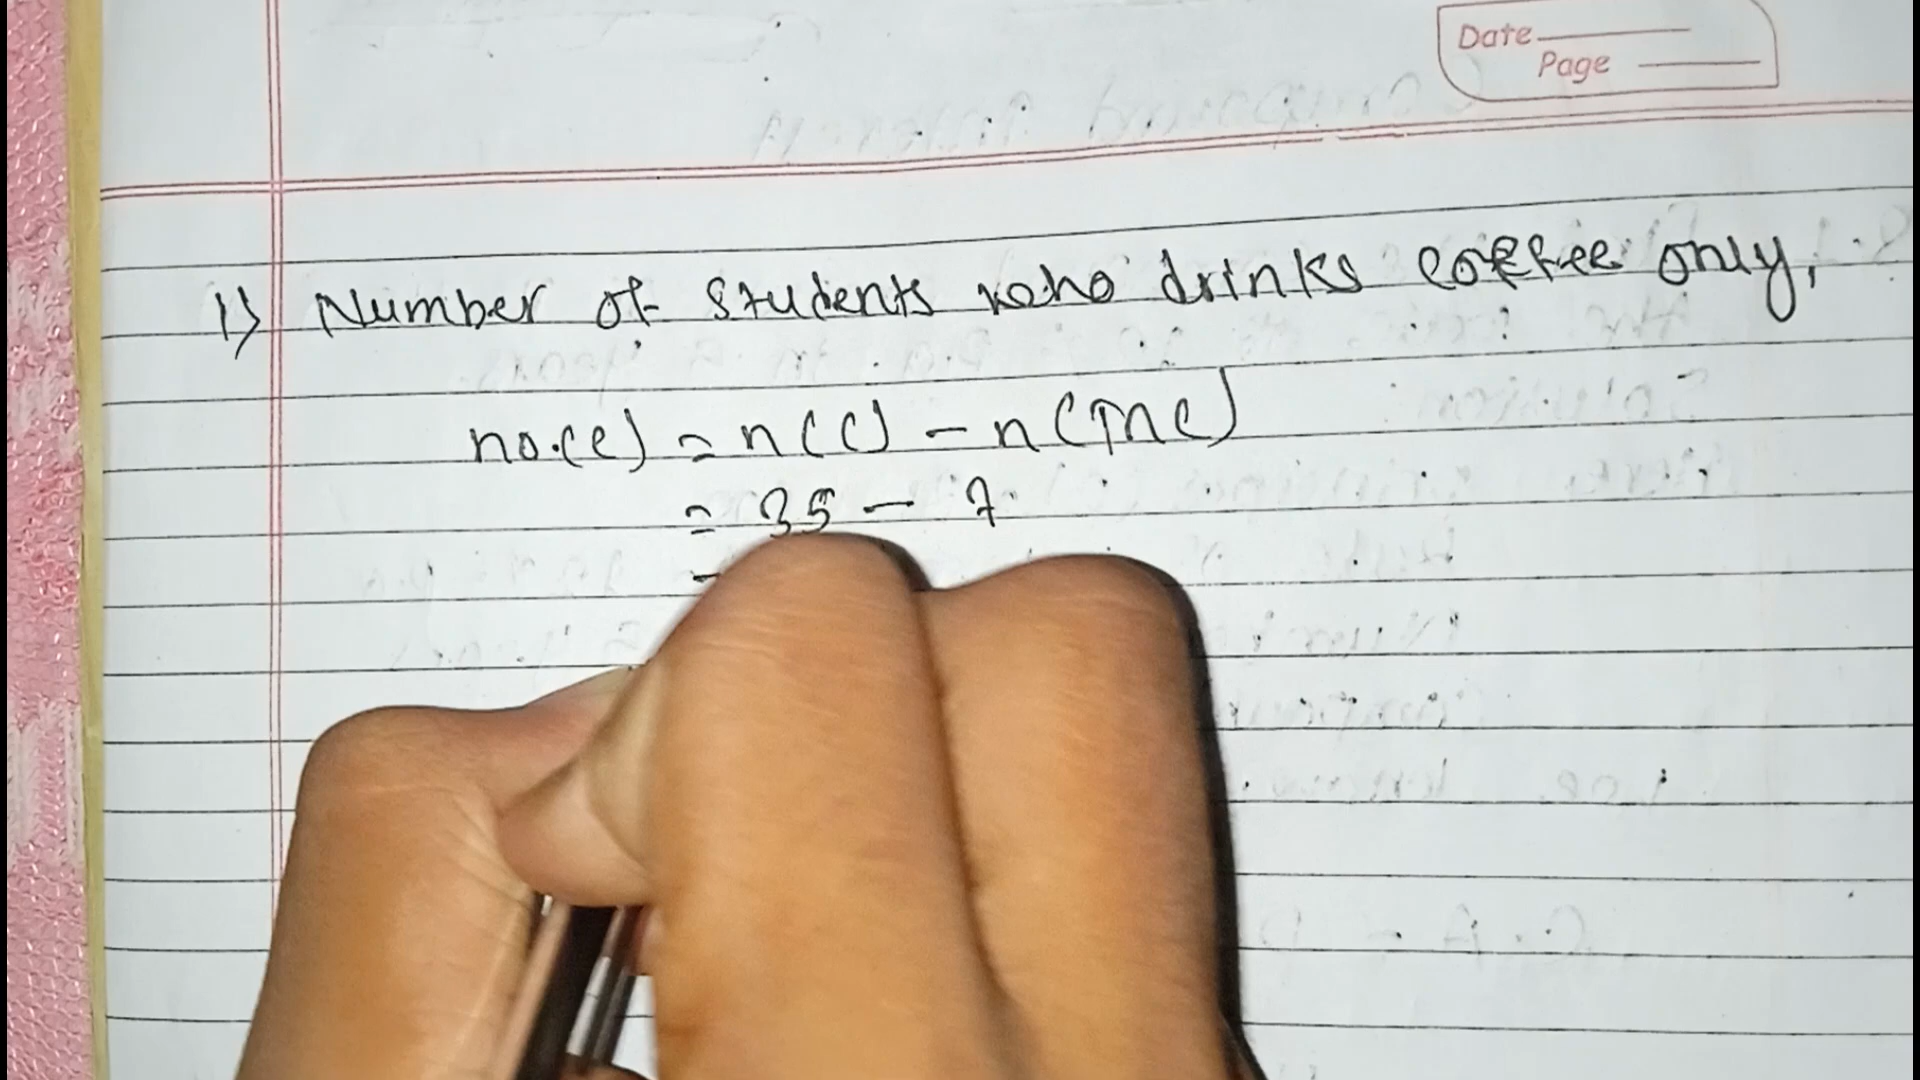 Date
Page
1) Number of students who drinks coffee only,
no.(c) = n(c) - n(T∩C)
= 35 - 7
=